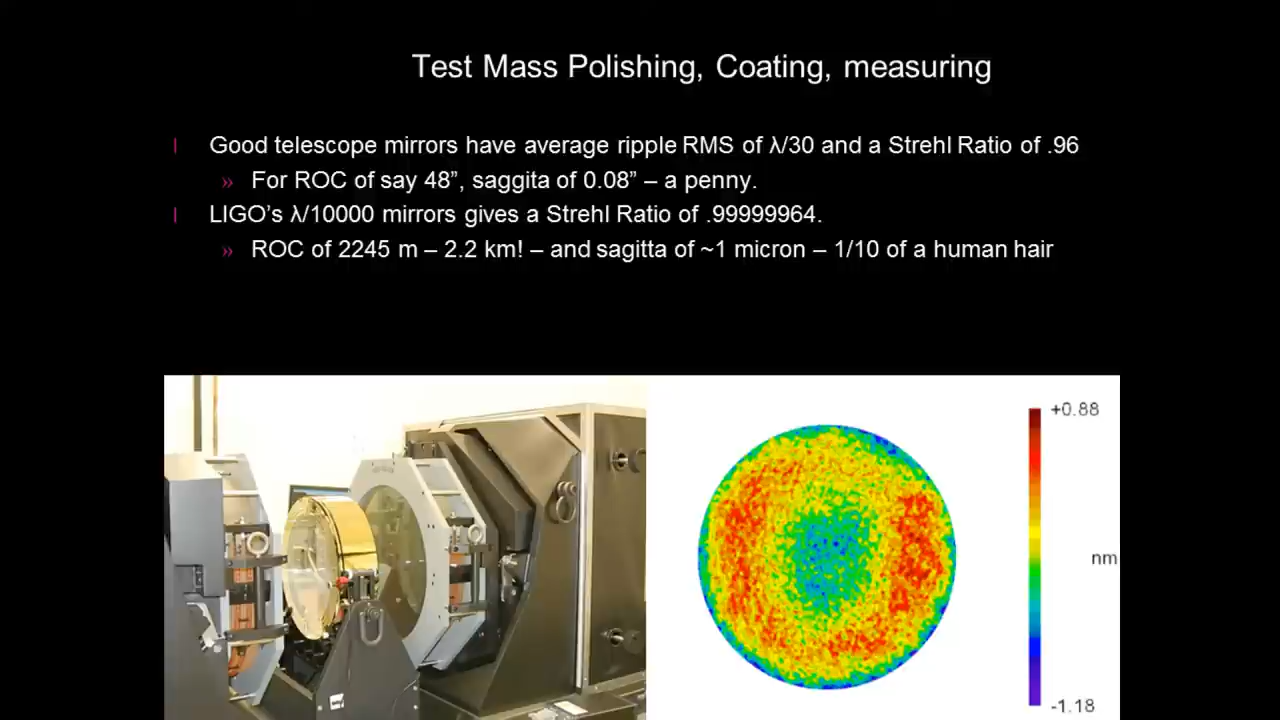 Test Mass Polishing, Coating, measuring
Good telescope mirrors have average ripple RMS of λ/30 and a Strehl Ratio of .96
» For ROC of say 48”, saggita of 0.08” – a penny.
LIGO’s λ/10000 mirrors gives a Strehl Ratio of .99999964.
» ROC of 2245 m – 2.2 km! – and sagitta of ~1 micron – 1/10 of a human hair
+0.88
nm
-1.18